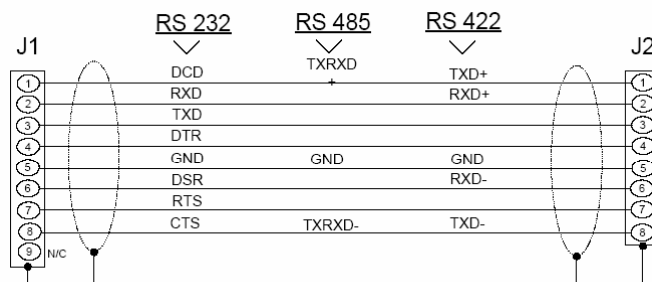 RS 232 RS 485 RS 422
J1 J2
DCD TXRXD TXD+
+
1 1
RXD RXD+
2 2
TXD
3 3
DTR
4 4
GND GND GND
5 5
DSR RXD-
6 6
RTS
7 7
CTS TXRXD- TXD-
8 8
9 N/C